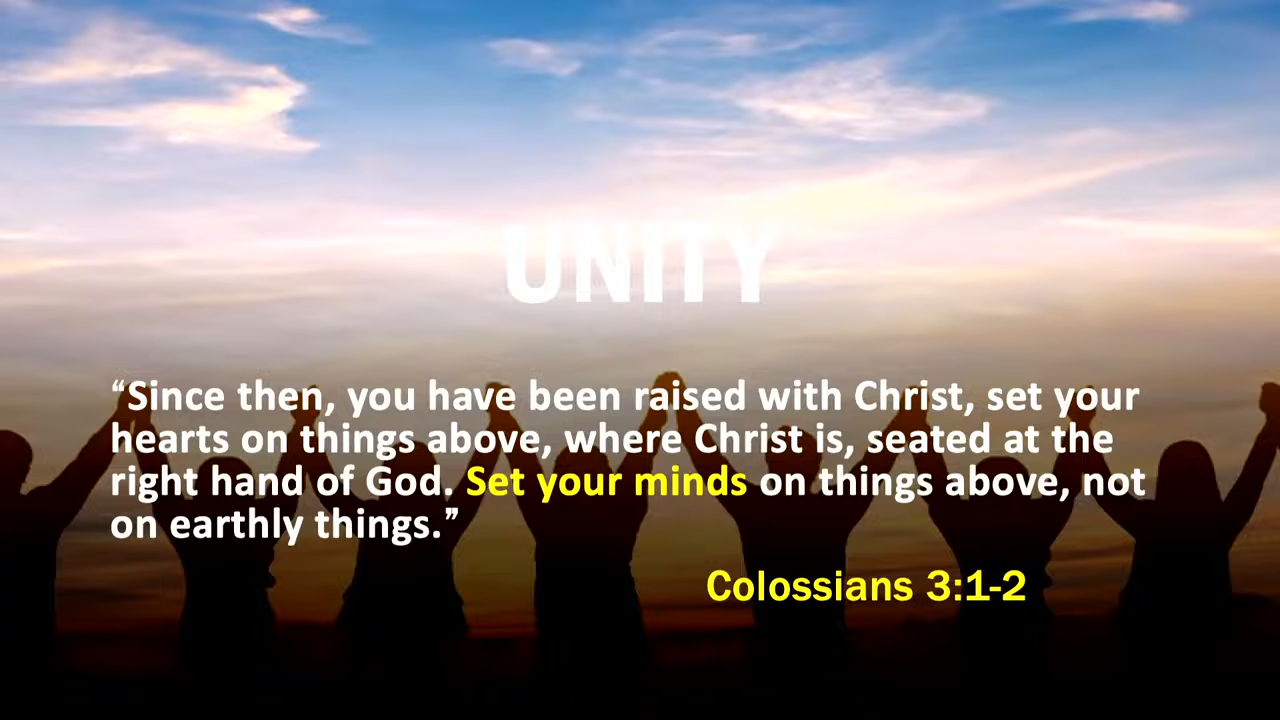 UNITY
“Since then, you have been raised with Christ, set your
hearts on things above, where Christ is, seated at the
right hand of God. Set your minds on things above, not
on earthly things.”
Colossians 3:1-2